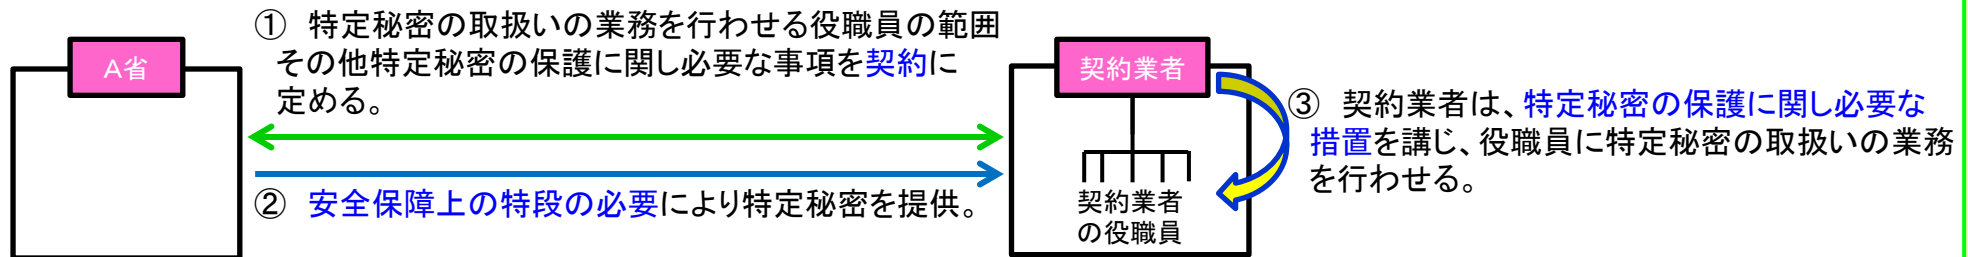 A省
①　特定秘密の取扱いの業務を行わせる役職員の範囲
その他特定秘密の保護に関し必要な事項を契約に
定める。
②　安全保障上の特段の必要により特定秘密を提供。
契約業者
契約業者
の役職員
③　契約業者は、特定秘密の保護に関し必要な
措置を講じ、役職員に特定秘密の取扱いの業務
を行わせる。